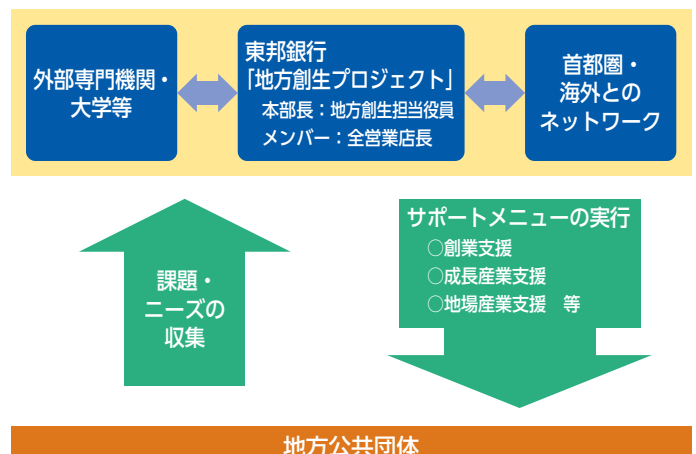 外部専門機関・
大学等
東邦銀行
「地方創生プロジェクト」
本部長：地方創生担当役員
メンバー：全営業店長
首都圏・
海外との
ネットワーク
課題・
ニーズの
収集
サポートメニューの実行
○創業支援
○成長産業支援
○地場産業支援　等
地方公共団体